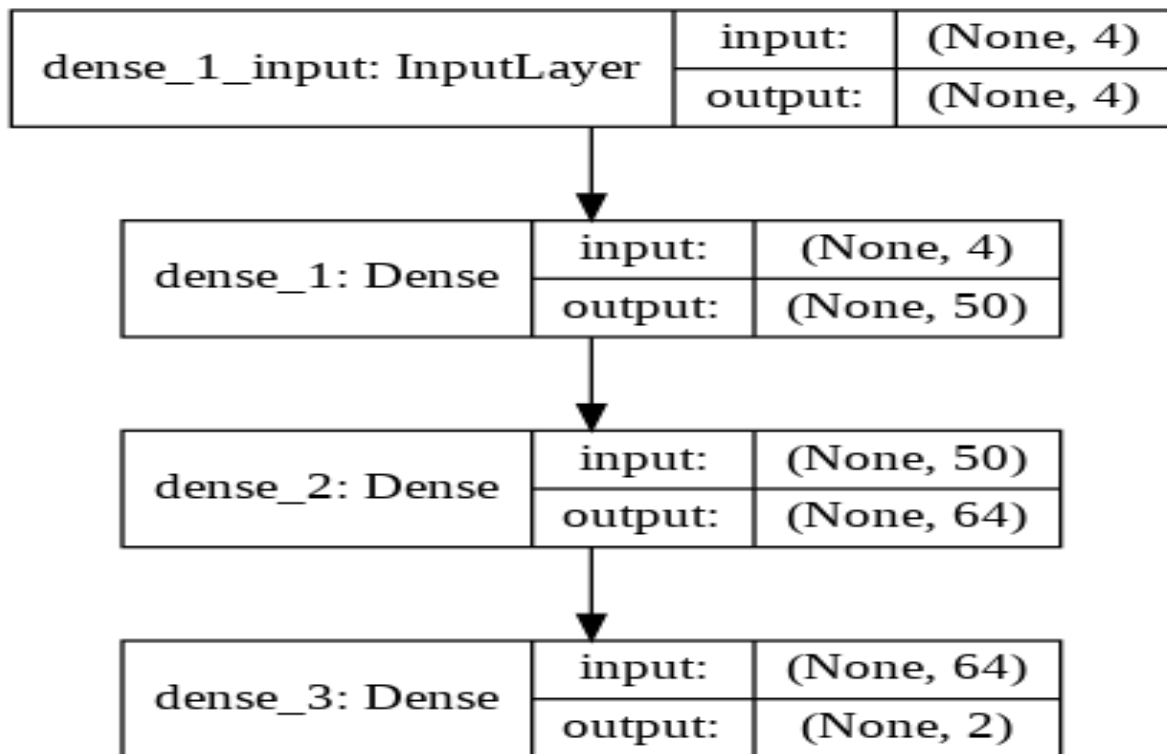 dense_1_input: InputLayer
input: (None, 4)
output: (None, 4)
dense_1: Dense
input: (None, 4)
output: (None, 50)
dense_2: Dense
input: (None, 50)
output: (None, 64)
dense_3: Dense
input: (None, 64)
output: (None, 2)